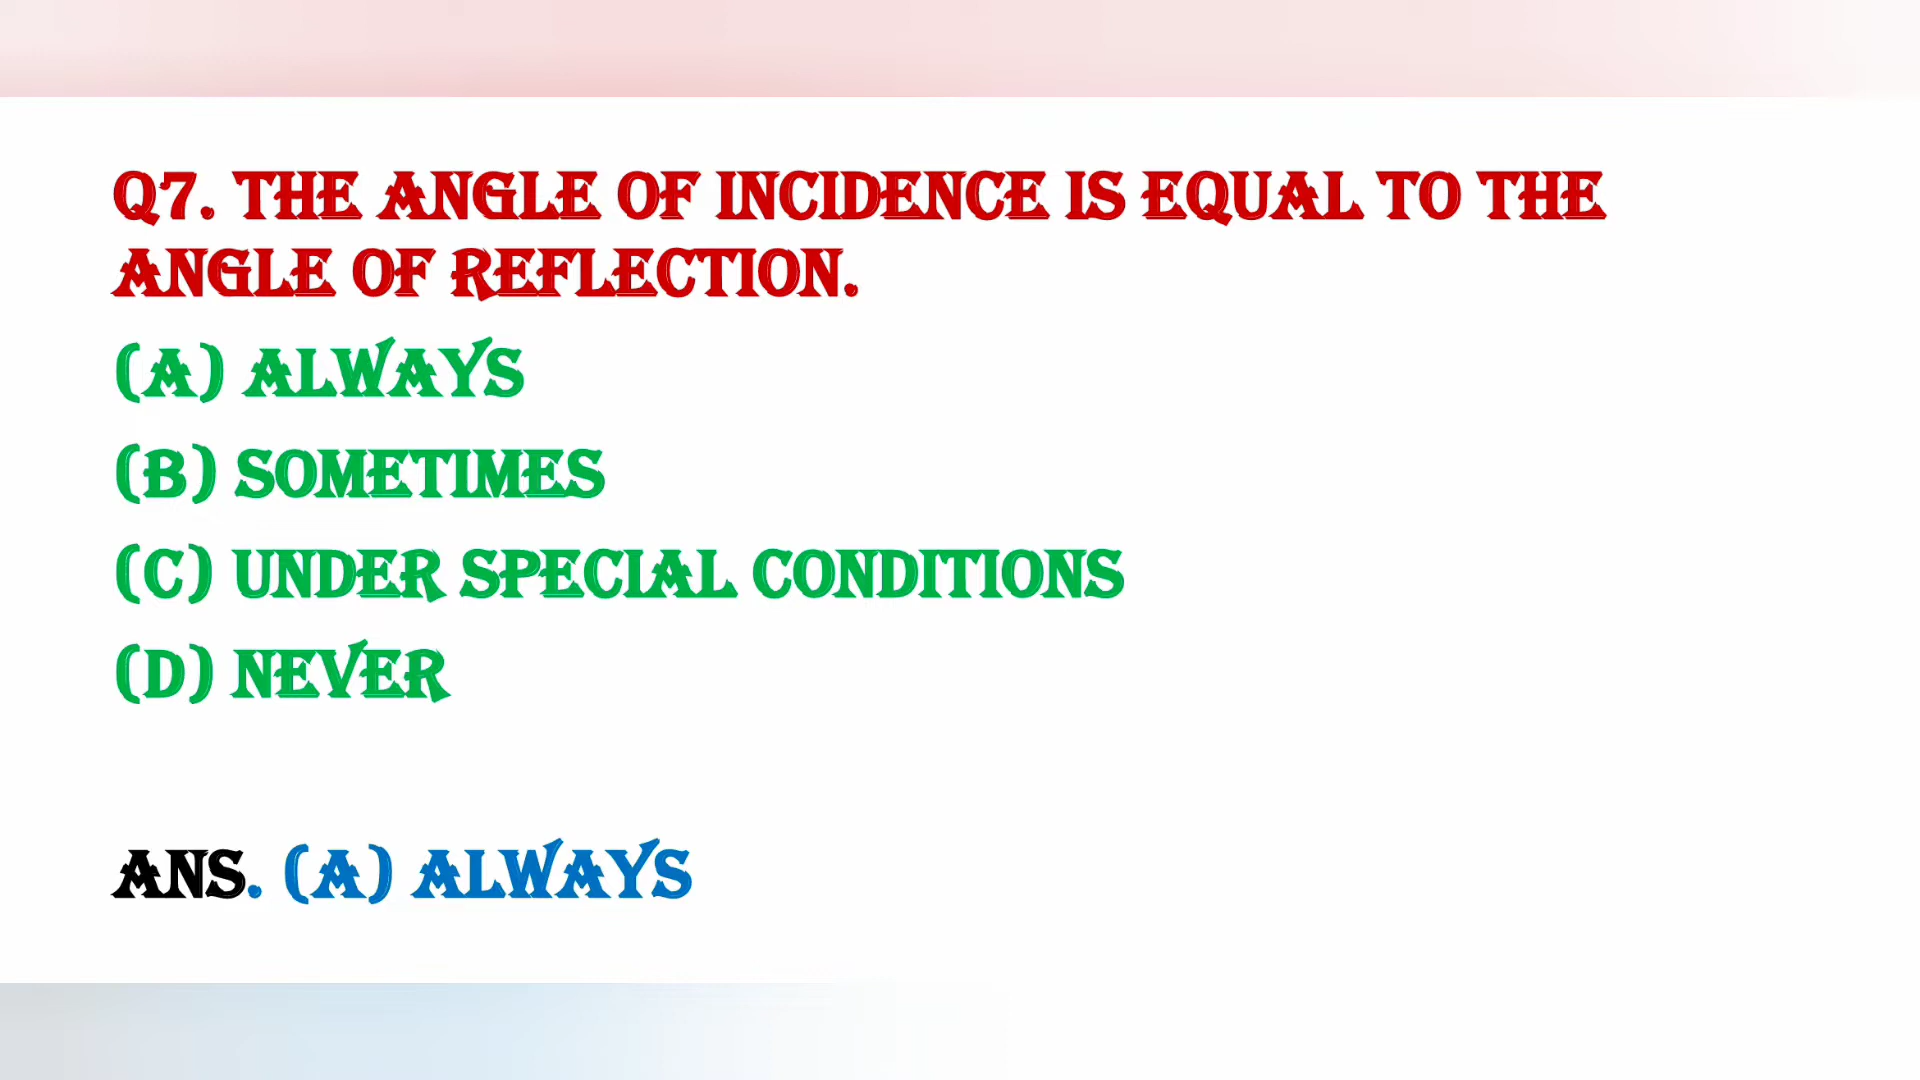 Q7. THE ANGLE OF INCIDENCE IS EQUAL TO THE
ANGLE OF REFLECTION.
(A) ALWAYS
(B) SOMETIMES
(C) UNDER SPECIAL CONDITIONS
(D) NEVER
ANS. (A) ALWAYS